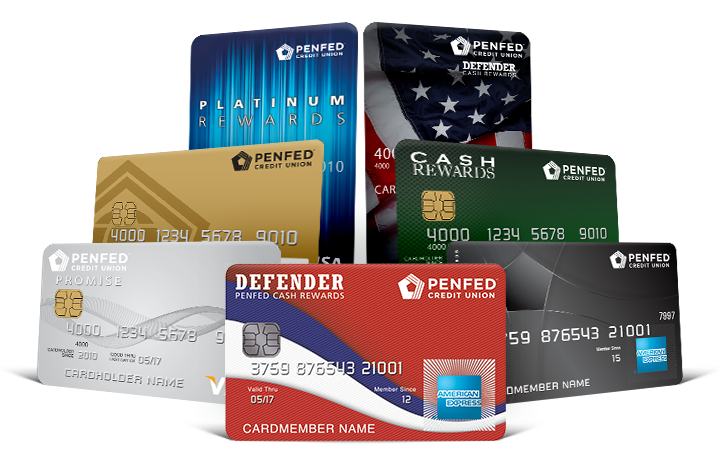 PENFED
CREDIT UNION
PLATINUM
REWARDS
010
PENFED
CREDIT UNION
DEFENDER
CASH REWARDS
400
4000
CAR
PENFED
CREDIT UNION
4000 1234 5678 9010
CASH
REWARDS
PENFED
CREDIT UNION
4000 1234 5678 9010
4000
CARDHOLDER
PENFED
CREDIT UNION
PROMISE
4000 1234 5678 90
4000
CARDHOLDER
SINCE
2010
GOOD THRU
05/17
CARDHOLDER NAME
V
DEFENDER
PENFED CASH REWARDS
PENFED
CREDIT UNION
3759 876543 21001
Valid Thru
05/17
Member Since
12
AMERICAN
EXPRESS
CARDMEMBER NAME
PENFED
CREDIT UNION
7997
59 876543 21001
Member Since
15
AMERICAN
EXPRESS
DMEMBER NAME